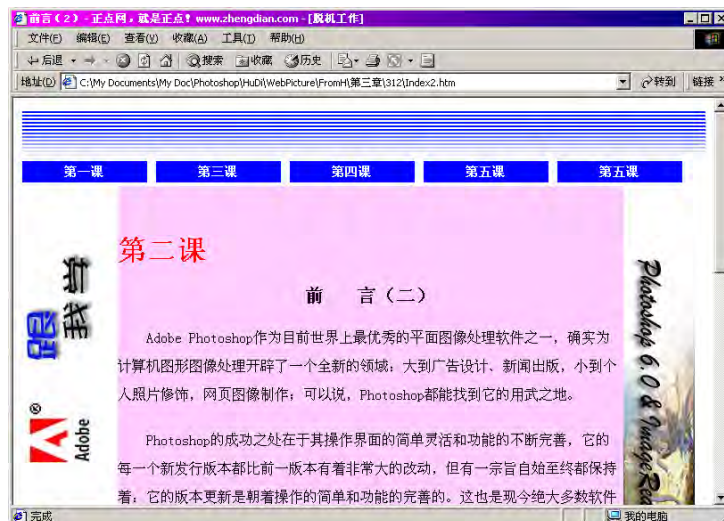 前言(2)-正点网,就是正点! www.zhengdian.com -[脱机工作]
文件(F) 编辑(E) 查看(V) 收藏(A) 工具(T) 帮助(H)
后退 搜索 收藏 历史
地址(D) C:\My Documents\My Doc\Photoshop\HuDi\WebPicture\FromH\第三章\312\Index2.htm 转到 链接 »
第一课 第三课 第四课 第五课 第五课
第二课
前 言(二)
Adobe Photoshop作为目前世界上最优秀的平面图像处理软件之一,确实为
计算机图形图像处理开辟了一个全新的领域;大到广告设计、新闻出版,小到个
人照片修饰,网页图像制作;可以说,Photoshop都能找到它的用武之地。
Photoshop的成功之处在于其操作界面的简单灵活和功能的不断完善,它的
每一个新发行版本都比前一版本有着非常大的改动,但有一宗旨自始至终都保持
着:它的版本更新是朝着操作的简单和功能的完善的。这也是现今绝大多数软件
跟我学
Adobe ®
Photoshop 6.0 & ImageRea
完成 我的电脑